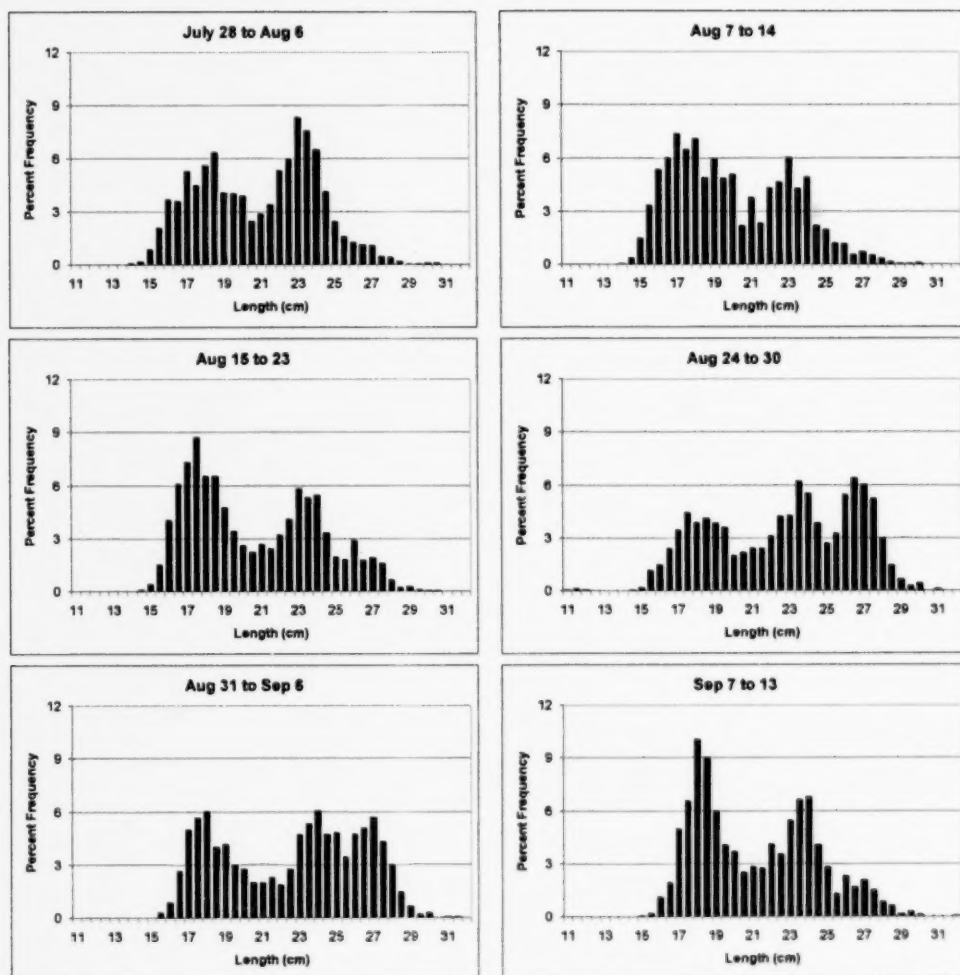 July 28 to Aug 6
12
9
6
3
0
Percent Frequency
11 13 15 17 19 21 23 25 27 29 31
Length (cm)
Aug 7 to 14
12
9
6
3
0
Percent Frequency
11 13 15 17 19 21 23 25 27 29 31
Length (cm)
Aug 15 to 23
12
9
6
3
0
Percent Frequency
11 13 15 17 19 21 23 25 27 29 31
Length (cm)
Aug 24 to 30
12
9
6
3
0
Percent Frequency
11 13 15 17 19 21 23 25 27 29 31
Length (cm)
Aug 31 to Sep 6
12
9
6
3
0
Percent Frequency
11 13 15 17 19 21 23 25 27 29 31
Length (cm)
Sep 7 to 13
12
9
6
3
0
Percent Frequency
11 13 15 17 19 21 23 25 27 29 31
Length (cm)